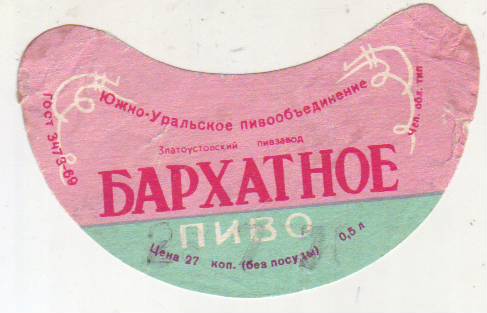 Южно-Уральское пивообъединение
Златоустовский пивзавод
БАРХАТНОЕ
ПИВО
Цена 27 коп. (без посуды) 0,5 л
ГОСТ 3473-69
Чел. обл. тип